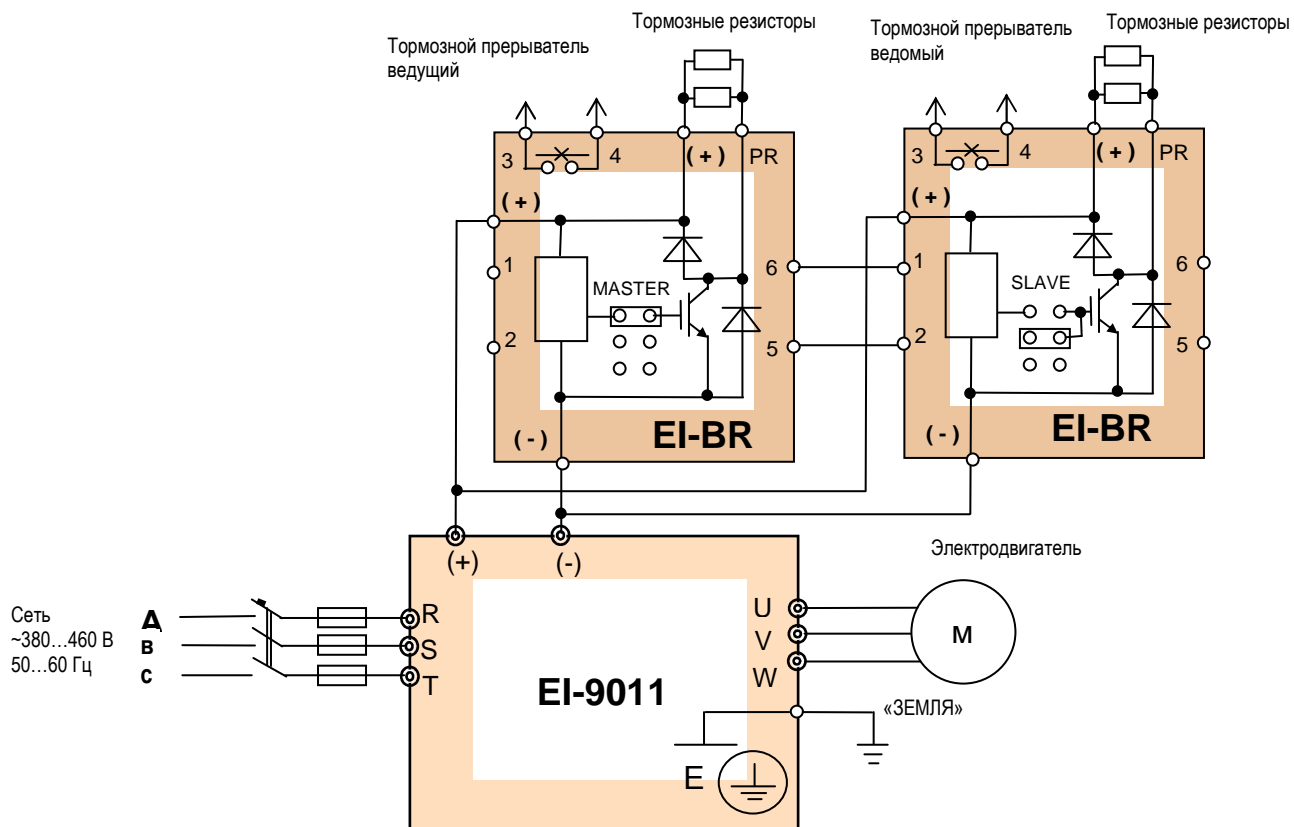 Тормозной прерыватель
ведущий
Тормозные резисторы
Тормозной прерыватель
ведомый
Тормозные резисторы
3
4
(+)
PR
(+)
1
2
MASTER
6
5
(-)
EI-BR
3
4
(+)
PR
(+)
1
2
SLAVE
6
5
(-)
EI-BR
(+)
(-)
Сеть
~380...460 В
50...60 Гц
A
B
C
R
S
T
EI-9011
U
V
W
E
Электродвигатель
M
«ЗЕМЛЯ»